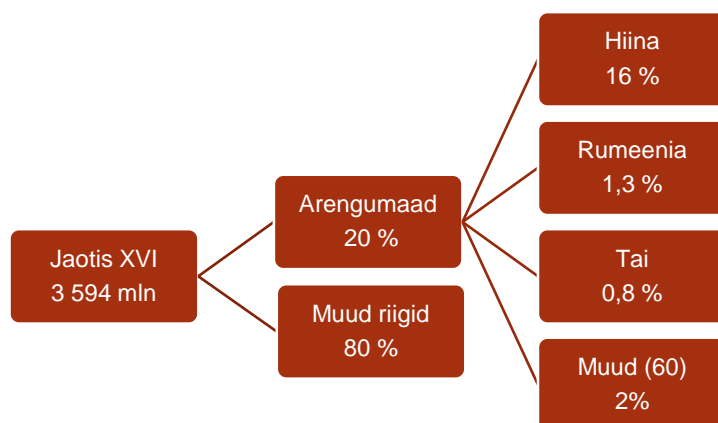 Jaotis XVI
3 594 mln
Arengumaad
20 %
Muud riigid
80 %
Hiina
16 %
Rumeenia
1,3 %
Tai
0,8 %
Muud (60)
2%